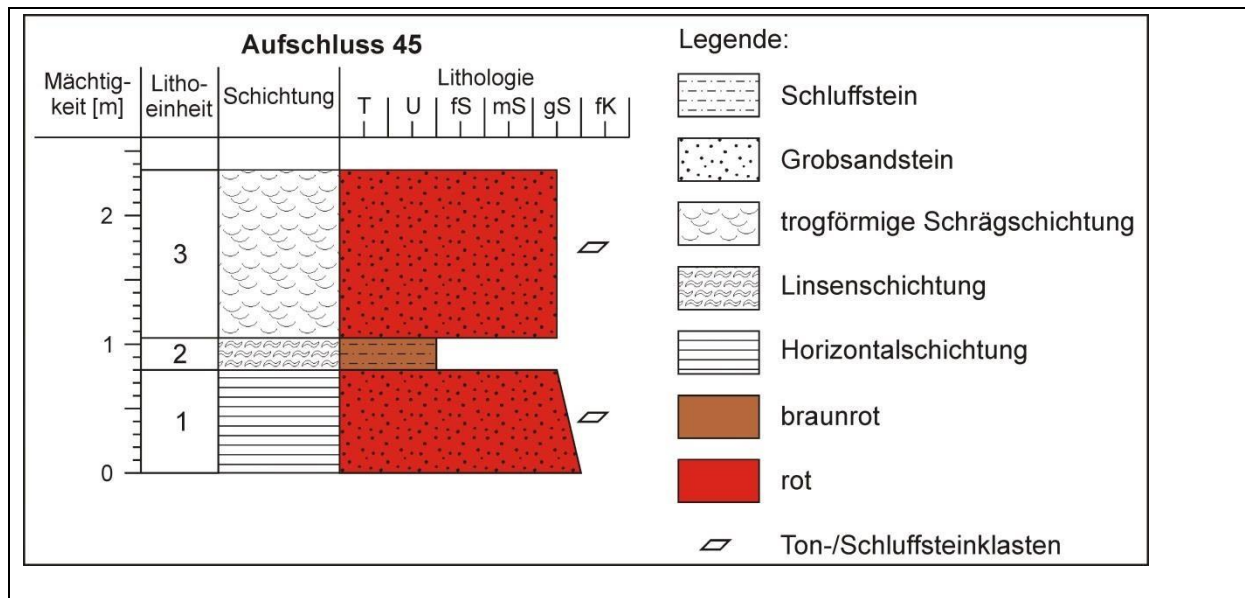 Aufschluss 45
Mächtig-
keit [m]
Litho-
einheit
Schichtung
Lithologie
T U fS mS gS fK
2
1
0
3
2
1
Legende:
Schluffstein
Grobsandstein
trogförmige Schrägschichtung
Linsenschichtung
Horizontalschichtung
braunrot
rot
Ton-/Schluffsteinklasten